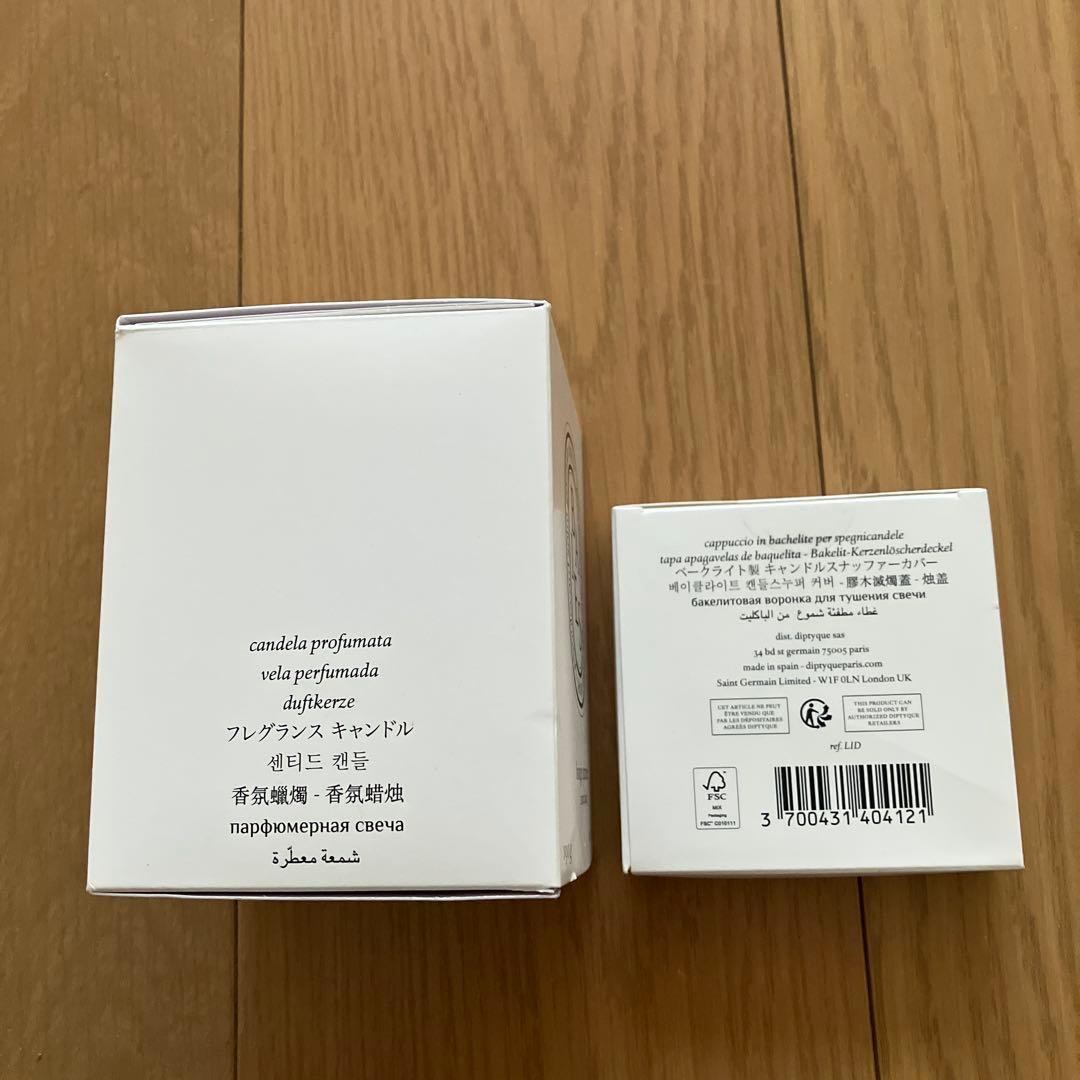 candela profumata
vela perfumada
duftkerze
フレグランス キャンドル
센티드 캔들
香氛蠟燭 - 香氛蜡烛
парфюмерная свеча
شمعة معطّرة
cappuccio in bachelite per spegnicandele
tapa apagavelas de baquelita - Bakelit-Kerzenlöscherdeckel
ベークライト製 キャンドルスナッファーカバー
베이클라이트 캔들스누퍼 커버 - 膠木滅燭蓋 - 烛盖
бакелитовая воронка для тушения свечи
غطاء مطفئة شموع من الباكليت
dist. diptyque sas
34 bd st germain 75005 paris
made in spain - diptyqueparis.com
Saint Germain Limited - W1F 0LN London UK
CET ARTICLE NE PEUT
ÊTRE VENDU QUE
PAR LES DÉPOSITAIRES
AGRÉÉS DIPTYQUE
THIS PRODUCT CAN
BE SOLD ONLY BY
AUTHORIZED DIPTYQUE
RETAILERS
ref. LID
FSC
MIX
Packaging
FSC® C010111
3 700431 404121